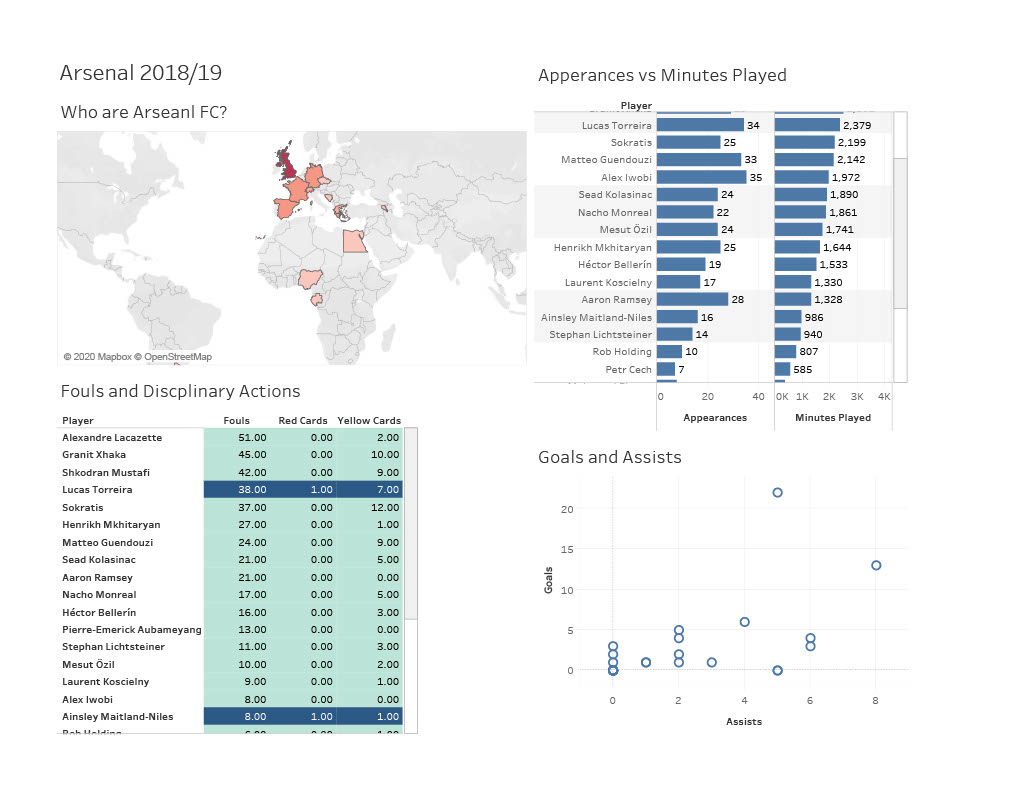 Arsenal 2018/19
Who are Arseanl FC?
© 2020 Mapbox © OpenStreetMap
Fouls and Discplinary Actions
Player Fouls Red Cards Yellow Cards
Alexandre Lacazette 51.00 0.00 2.00
Granit Xhaka 45.00 0.00 10.00
Shkodran Mustafi 42.00 0.00 9.00
Lucas Torreira 38.00 1.00 7.00
Sokratis 37.00 0.00 12.00
Henrikh Mkhitaryan 27.00 0.00 1.00
Matteo Guendouzi 24.00 0.00 9.00
Sead Kolasinac 21.00 0.00 5.00
Aaron Ramsey 21.00 0.00 0.00
Nacho Monreal 17.00 0.00 5.00
Héctor Bellerín 16.00 0.00 3.00
Pierre-Emerick Aubameyang 13.00 0.00 0.00
Stephan Lichtsteiner 11.00 0.00 3.00
Mesut Özil 10.00 0.00 2.00
Laurent Koscielny 9.00 0.00 1.00
Alex Iwobi 8.00 0.00 0.00
Ainsley Maitland-Niles 8.00 1.00 1.00
Rob Holding 6.00 0.00 1.00
Apperances vs Minutes Played
Player
Lucas Torreira 34 2,379
Sokratis 25 2,199
Matteo Guendouzi 33 2,142
Alex Iwobi 35 1,972
Sead Kolasinac 24 1,890
Nacho Monreal 22 1,861
Mesut Özil 24 1,741
Henrikh Mkhitaryan 25 1,644
Héctor Bellerín 19 1,533
Laurent Koscielny 17 1,330
Aaron Ramsey 28 1,328
Ainsley Maitland-Niles 16 986
Stephan Lichtsteiner 14 940
Rob Holding 10 807
Petr Cech 7 585
0 20 40 0K 1K 2K 3K 4K
Appearances Minutes Played
Goals and Assists
20
15
10
5
0
Goals
0 2 4 6 8
Assists